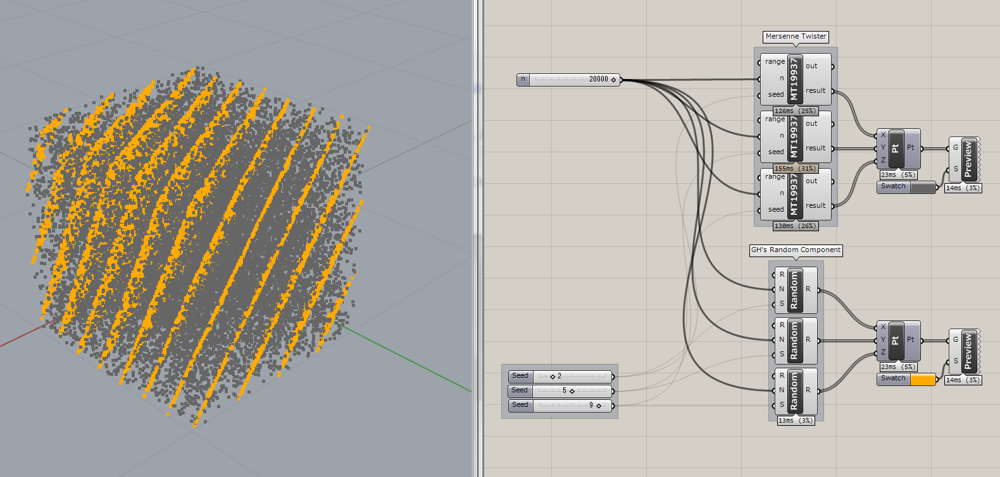 Mersenne Twister
n 20000
range
n
seed
MT19937
out
result
126ms (25%)
range
n
seed
MT19937
out
result
155ms (31%)
range
n
seed
MT19937
out
result
130ms (26%)
X
Y
Z
Pt
Pt
23ms (5%)
Swatch
G
S
Preview
14ms (3%)
GH's Random Component
R
N
S
Random
R
R
N
S
Random
R
R
N
S
Random
R
13ms (3%)
X
Y
Z
Pt
Pt
23ms (5%)
Swatch
G
S
Preview
14ms (3%)
Seed 2
Seed 5
Seed 9